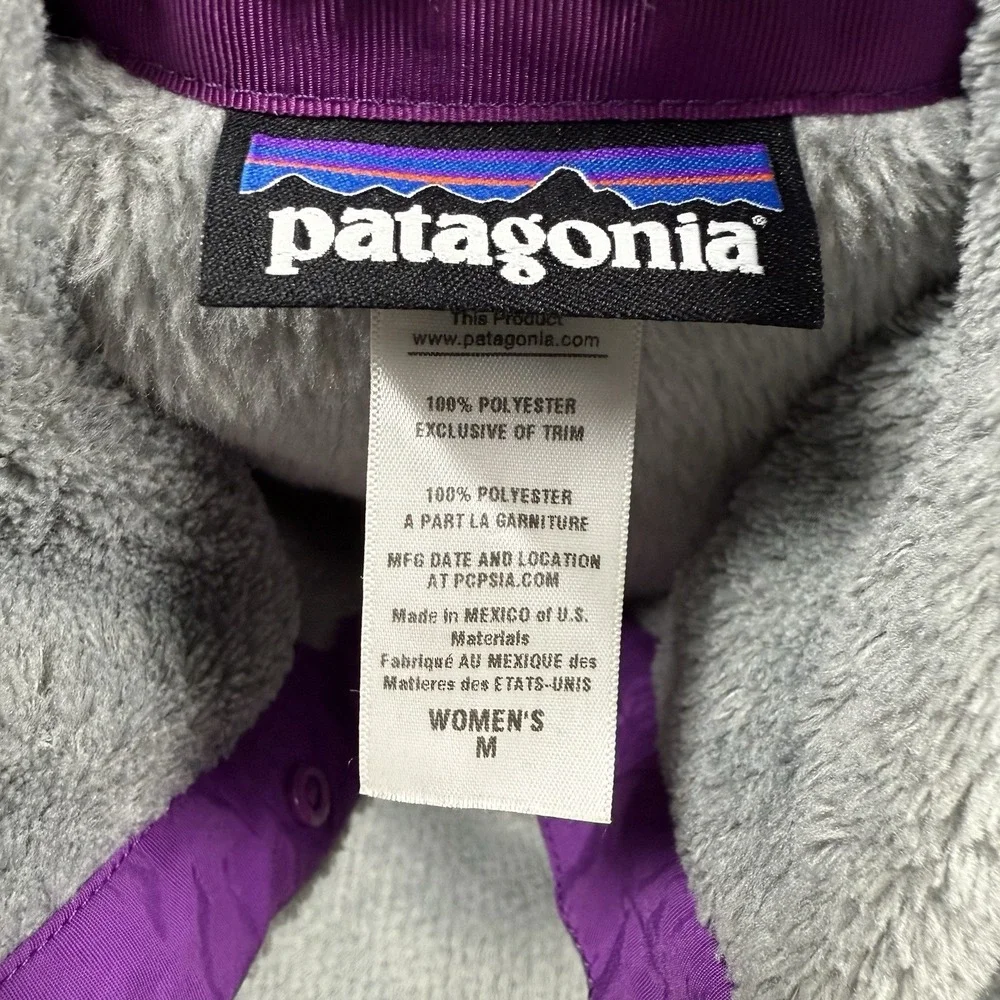 patagonia®
This Product
www.patagonia.com
100% POLYESTER
EXCLUSIVE OF TRIM
100% POLYESTER
A PART LA GARNITURE
MFG DATE AND LOCATION
AT PCPSIA.COM
Made in MEXICO of U.S.
Materials
Fabriqué AU MEXIQUE des
Matieres des ETATS-UNIS
WOMEN'S
M